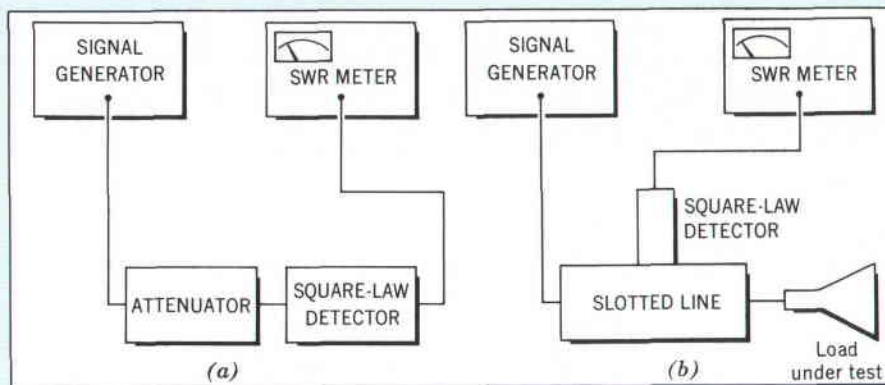 SIGNAL
GENERATOR
SWR METER
ATTENUATOR
SQUARE-LAW
DETECTOR
(a)
SIGNAL
GENERATOR
SWR METER
SQUARE-LAW
DETECTOR
SLOTTED LINE
(b)
Load
under test